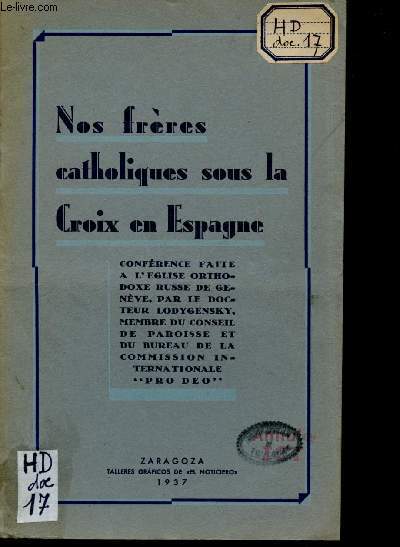 Le-livre.com
HD
doc. 17
Nos frères
catholiques sous la
Croix en Espagne
CONFÉRENCE FAITE
A L'EGLISE ORTHO-
DOXE RUSSE DE GE-
NÈVE, PAR LE DOC-
TEUR LODYGENSKY,
MEMBRE DU CONSEIL
DE PAROISSE ET
DU BUREAU DE LA
COMMISSION IN-
TERNATIONALE
"PRO DEO"
ZARAGOZA
TALLERES GRÁFICOS DE «EL NOTICIERO»
1937
HD
doc
17